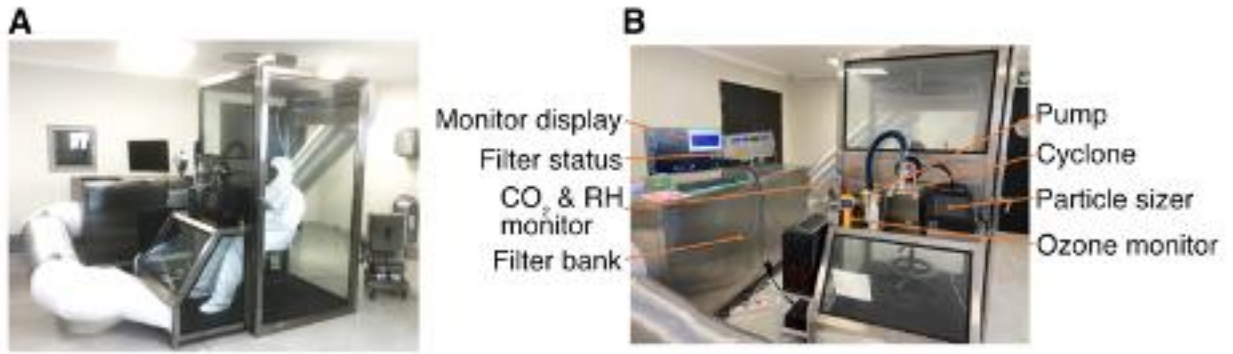 A
B
Monitor display
Filter status
CO₂ & RH
monitor
Filter bank
Pump
Cyclone
Particle sizer
Ozone monitor